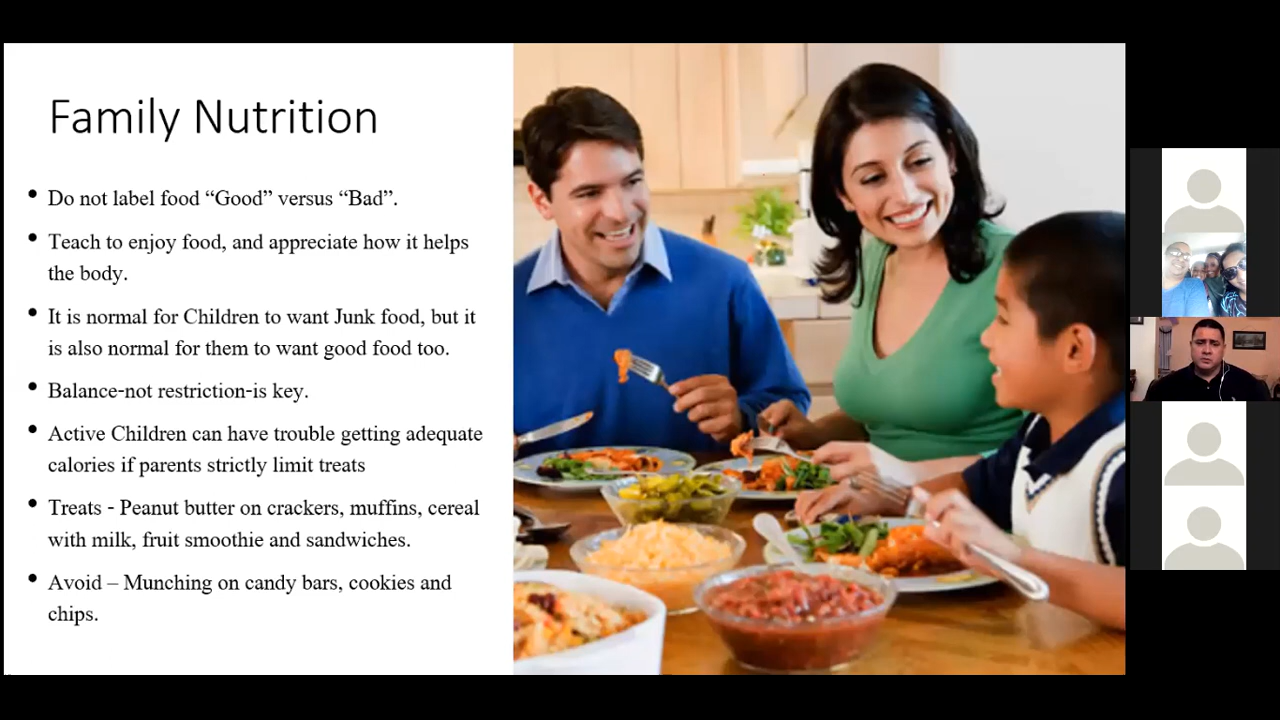 Family Nutrition
• Do not label food “Good” versus “Bad”.
• Teach to enjoy food, and appreciate how it helps
the body.
• It is normal for Children to want Junk food, but it
is also normal for them to want good food too.
• Balance-not restriction-is key.
• Active Children can have trouble getting adequate
calories if parents strictly limit treats
• Treats - Peanut butter on crackers, muffins, cereal
with milk, fruit smoothie and sandwiches.
• Avoid – Munching on candy bars, cookies and
chips.